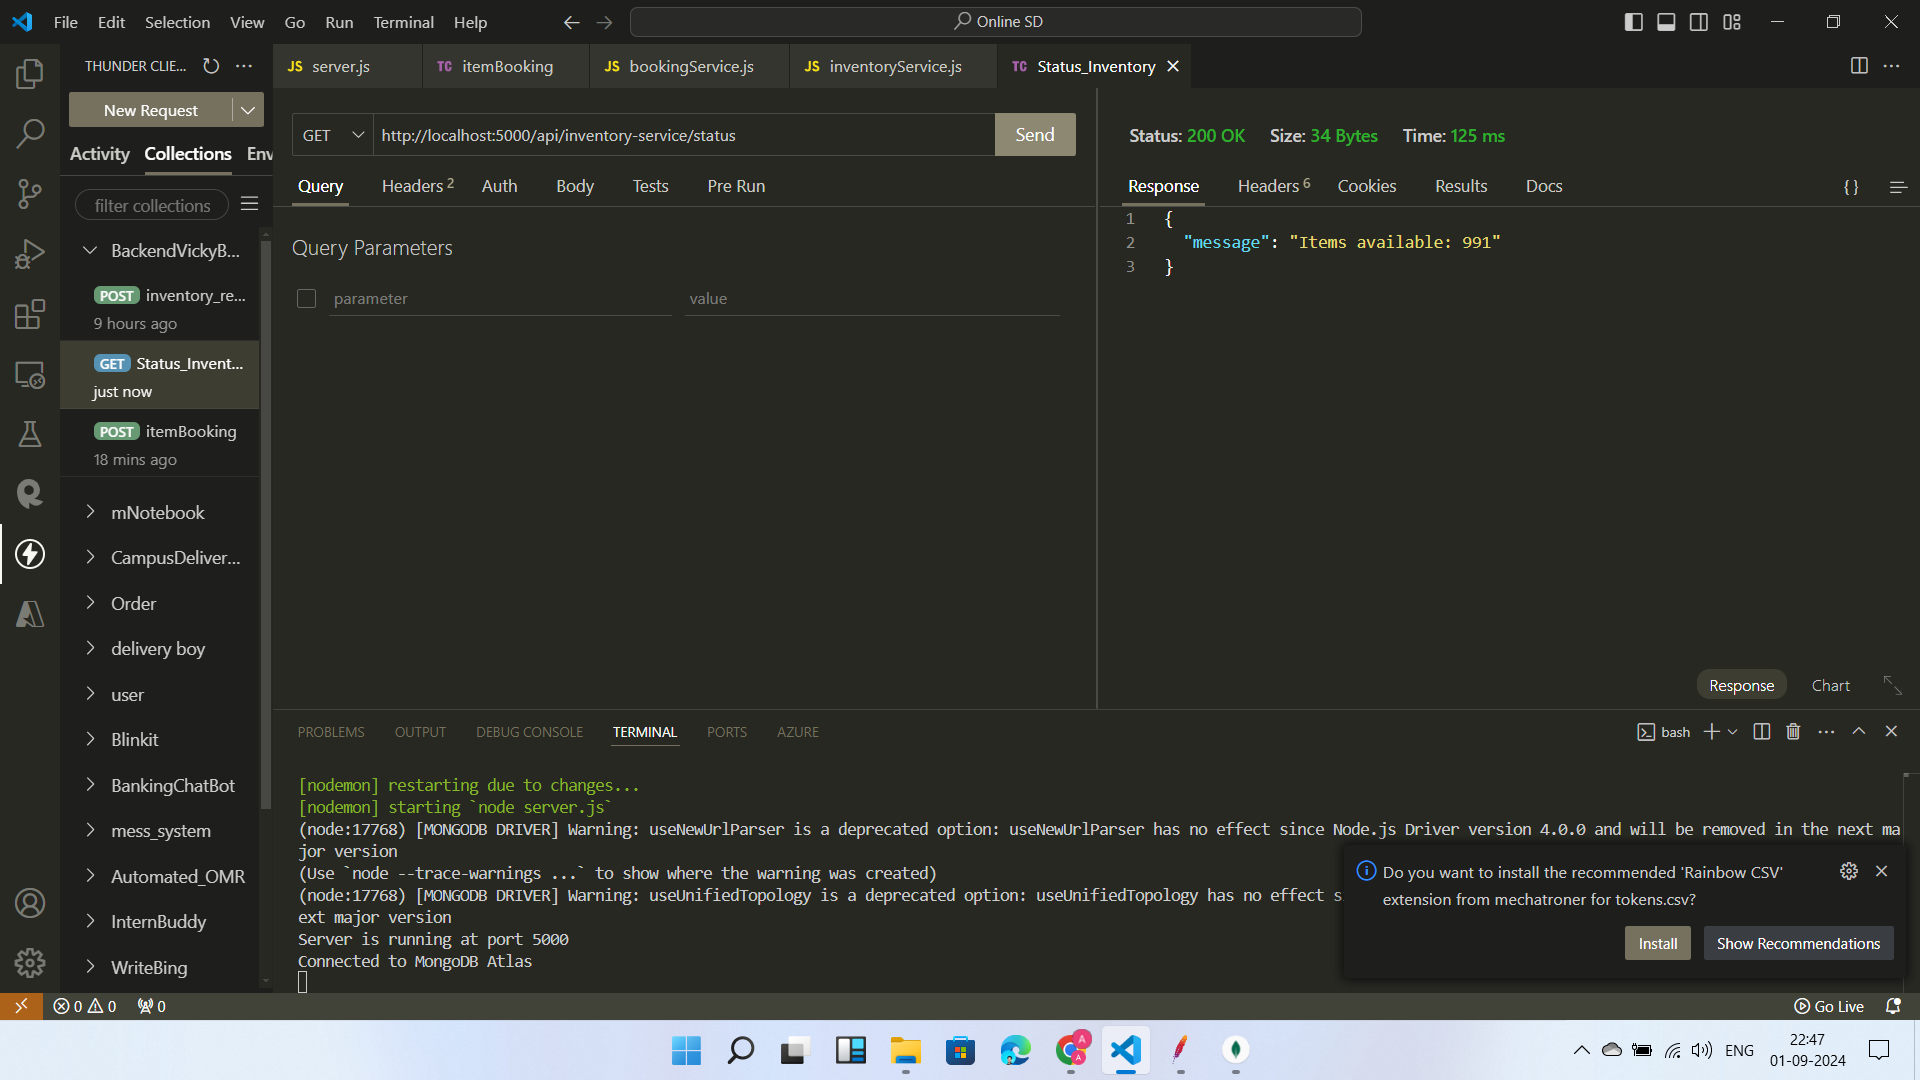 File Edit Selection View Go Run Terminal Help
Online SD
THUNDER CLIE...
server.js
itemBooking
bookingService.js
inventoryService.js
Status_Inventory
New Request
Activity Collections Env
filter collections
BackendVickyB...
POST inventory_re...
9 hours ago
GET Status_Invent...
just now
POST itemBooking
18 mins ago
mNotebook
CampusDeliver...
Order
delivery boy
user
Blinkit
BankingChatBot
mess_system
Automated_OMR
InternBuddy
WriteBing
GET http://localhost:5000/api/inventory-service/status Send
Query Headers 2 Auth Body Tests Pre Run
Query Parameters
parameter value
Status: 200 OK Size: 34 Bytes Time: 125 ms
Response Headers 6 Cookies Results Docs {}
1 {
2 "message": "Items available: 991"
3 }
Response Chart
PROBLEMS OUTPUT DEBUG CONSOLE TERMINAL PORTS AZURE
bash
[nodemon] restarting due to changes...
[nodemon] starting `node server.js`
(node:17768) [MONGODB DRIVER] Warning: useNewUrlParser is a deprecated option: useNewUrlParser has no effect since Node.js Driver version 4.0.0 and will be removed in the next ma
jor version
(Use `node --trace-warnings ...` to show where the warning was created)
(node:17768) [MONGODB DRIVER] Warning: useUnifiedTopology is a deprecated option: useUnifiedTopology has no effect s
ext major version
Server is running at port 5000
Connected to MongoDB Atlas
Do you want to install the recommended 'Rainbow CSV'
extension from mechatroner for tokens.csv?
Install Show Recommendations
0 0 0
Go Live
ENG
22:47
01-09-2024